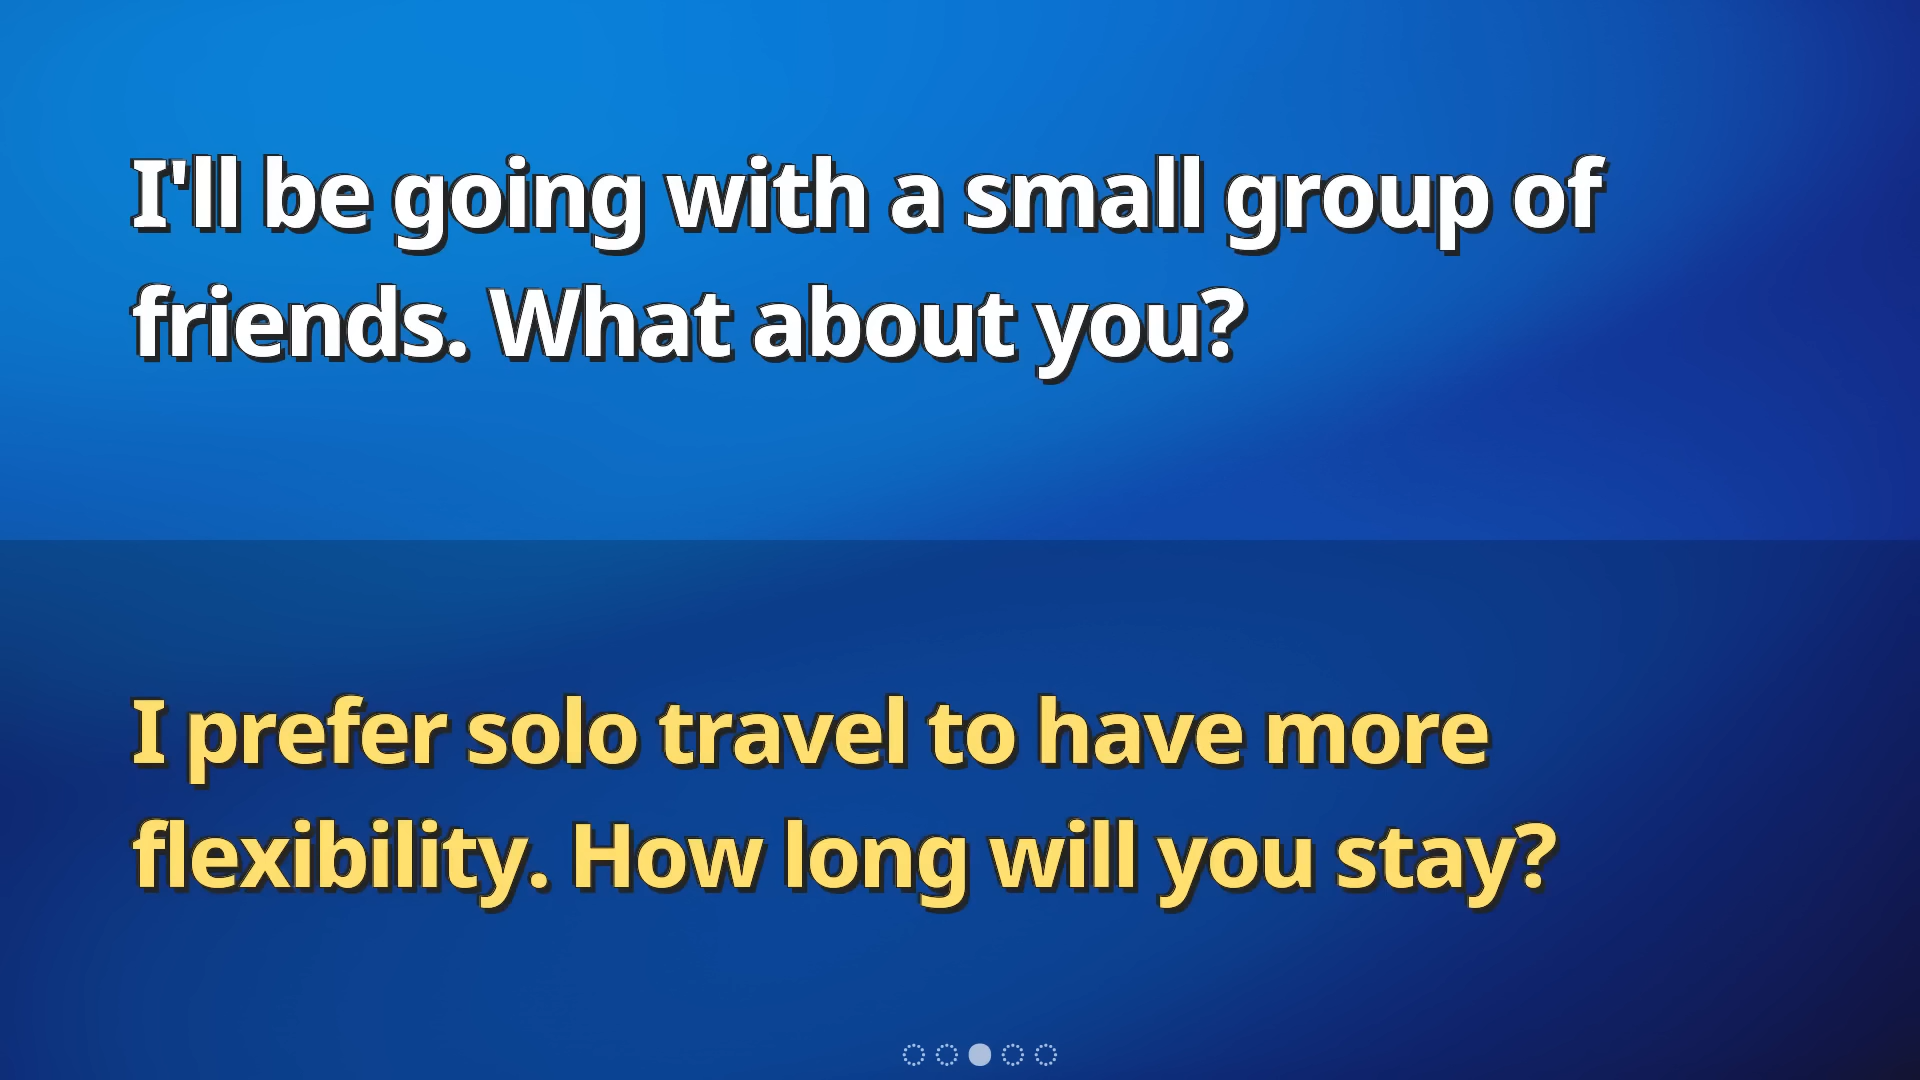 I'll be going with a small group of
friends. What about you?
I prefer solo travel to have more
flexibility. How long will you stay?